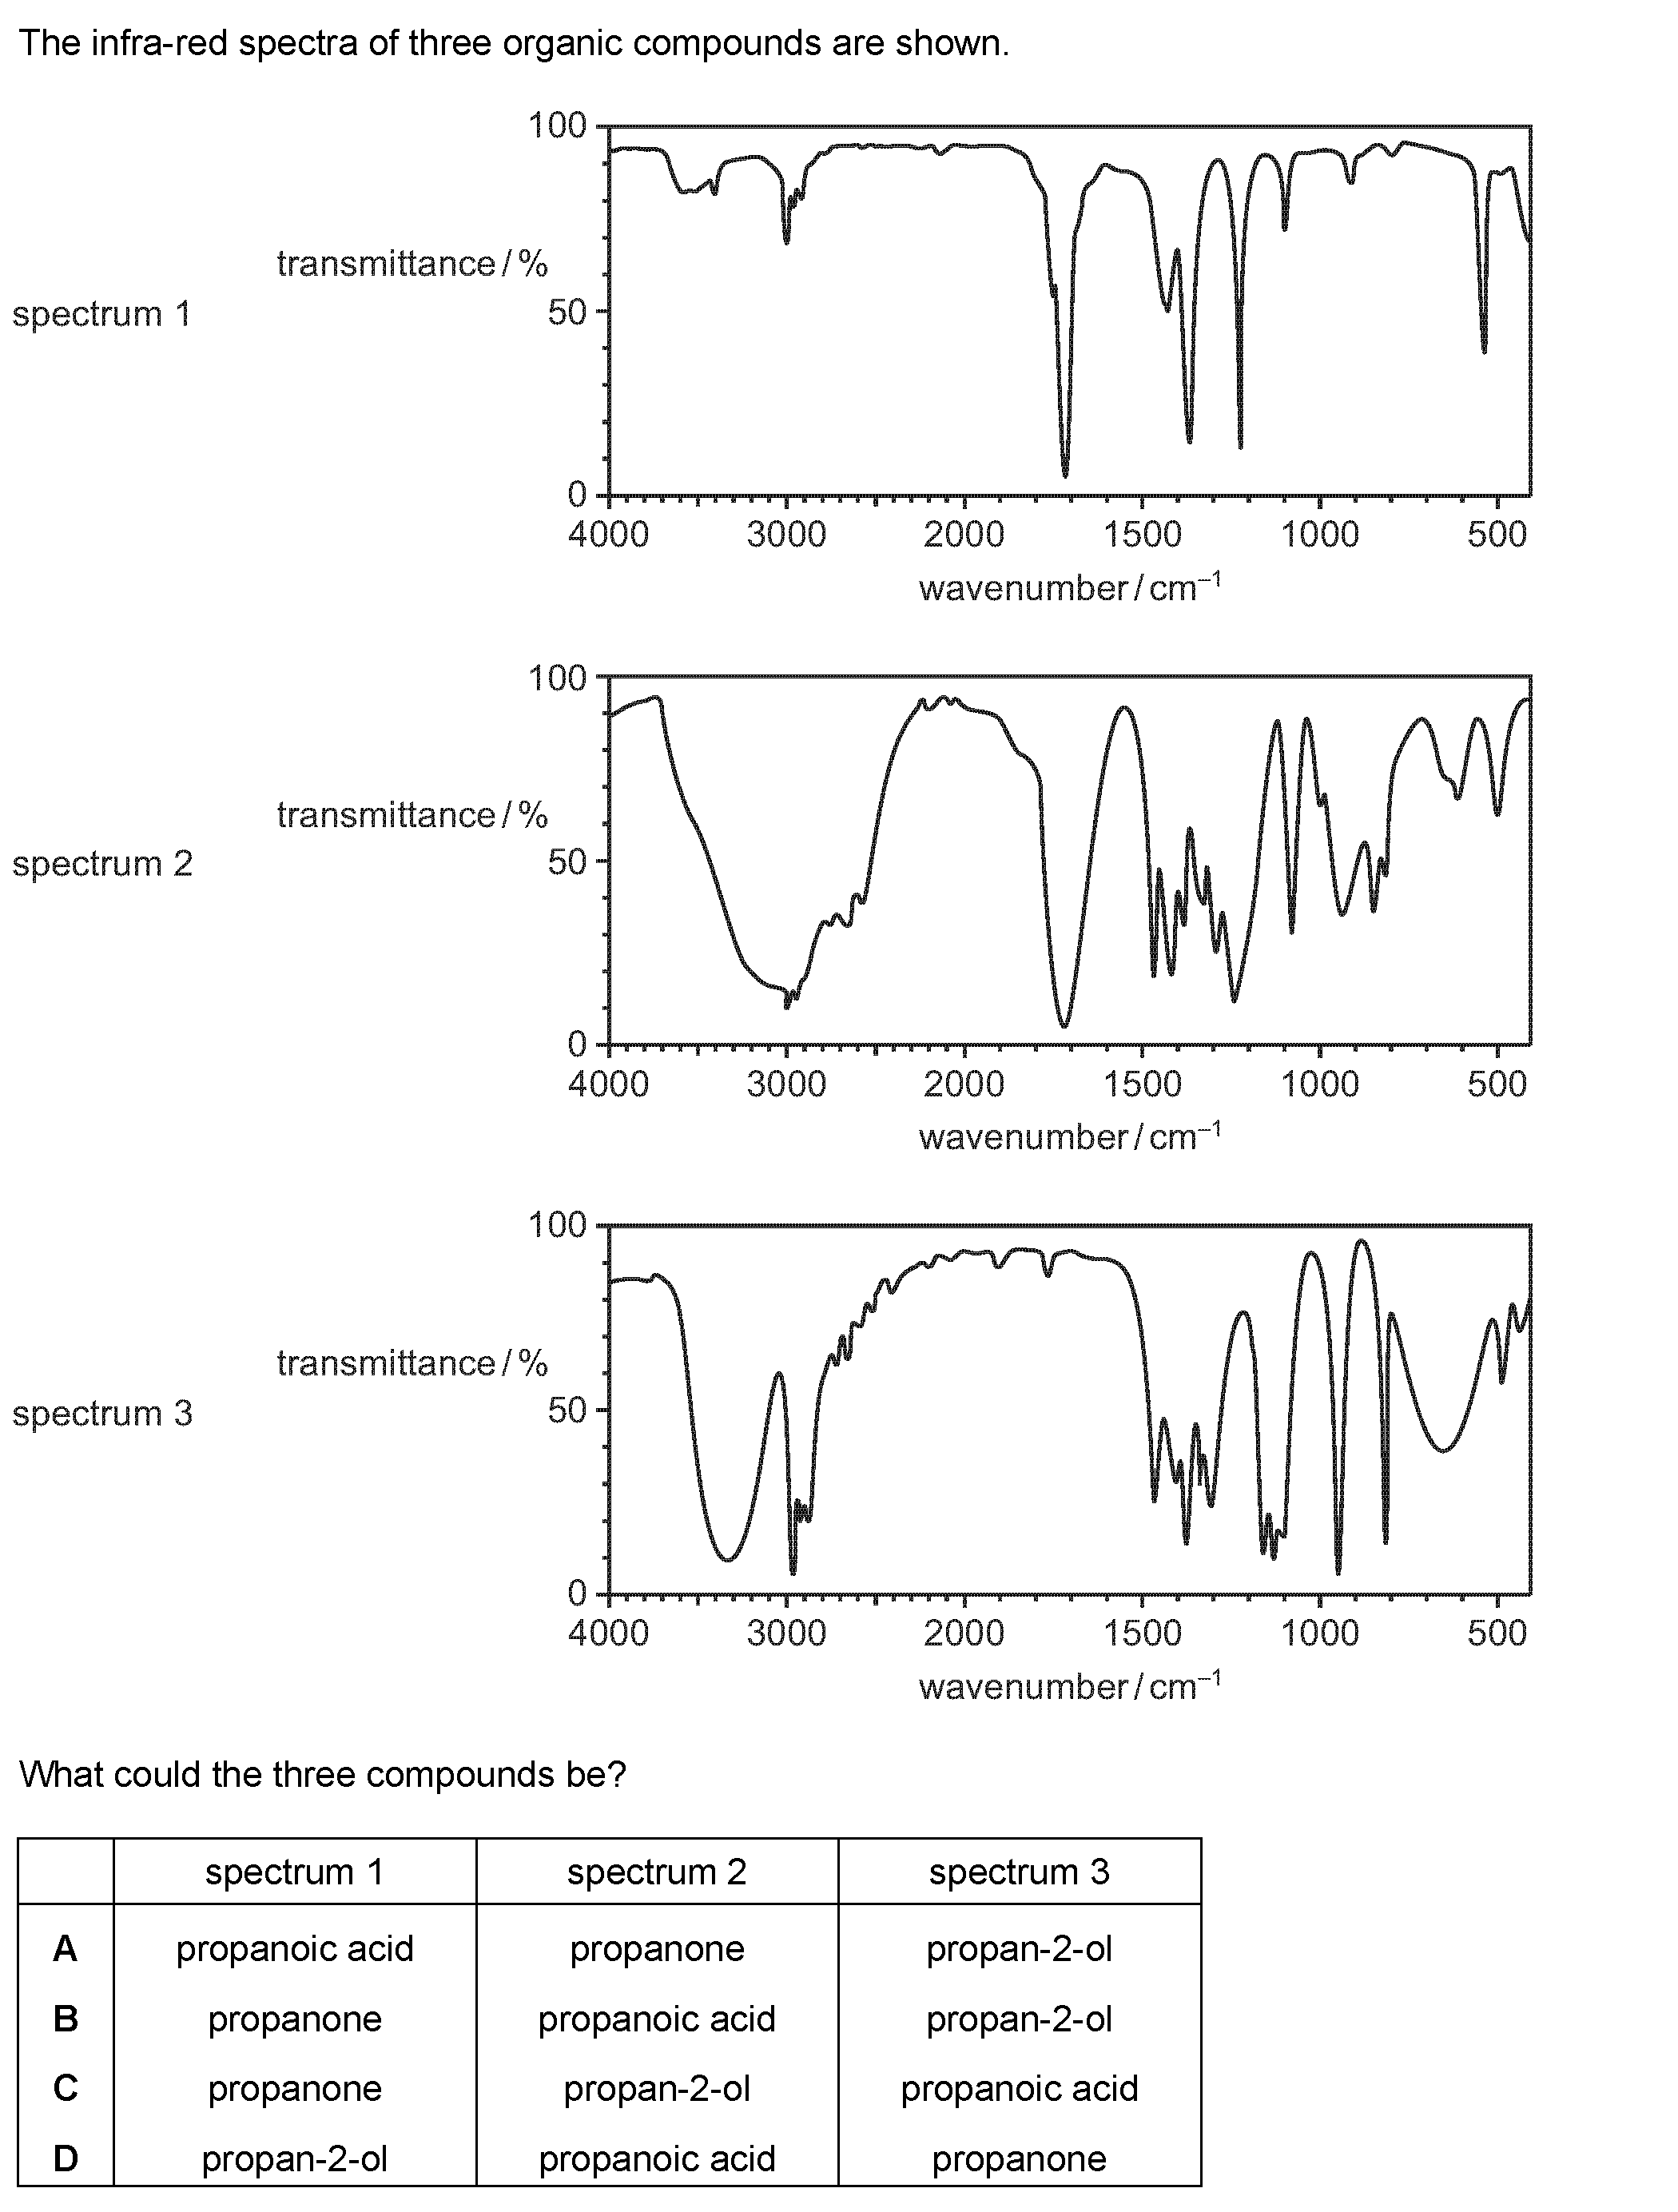 The infra-red spectra of three organic compounds are shown.
100
transmittance / %
50
spectrum 1
0
4000 3000 2000 1500 1000 500
wavenumber / cm⁻¹
100
transmittance / %
50
spectrum 2
0
4000 3000 2000 1500 1000 500
wavenumber / cm⁻¹
100
transmittance / %
50
spectrum 3
0
4000 3000 2000 1500 1000 500
wavenumber / cm⁻¹
What could the three compounds be?
spectrum 1 spectrum 2 spectrum 3
A propanoic acid propanone propan-2-ol
B propanone propanoic acid propan-2-ol
C propanone propan-2-ol propanoic acid
D propan-2-ol propanoic acid propanone